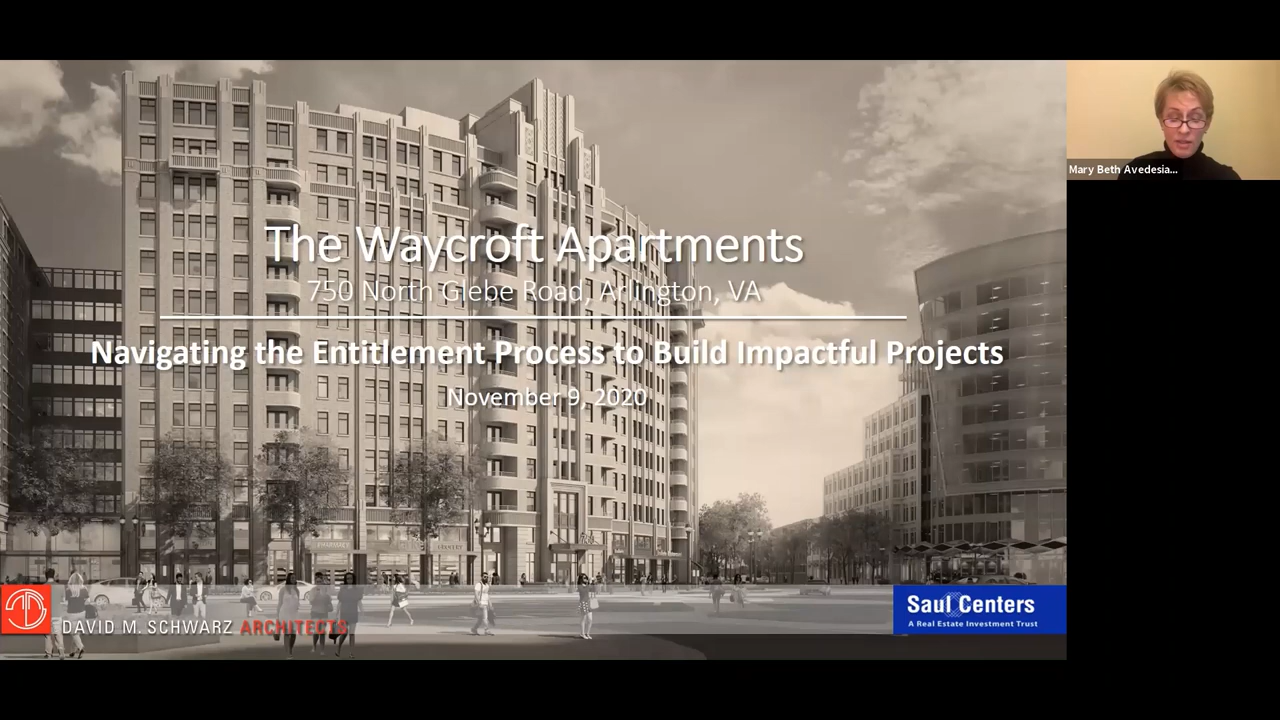 The Waycroft Apartments
750 North Glebe Road, Arlington, VA
Navigating the Entitlement Process to Build Impactful Projects
November 9, 2020
PHARMACY
DAVID M. SCHWARZ ARCHITECTS
Saul Centers
A Real Estate Investment Trust
Mary Beth Avedesia...